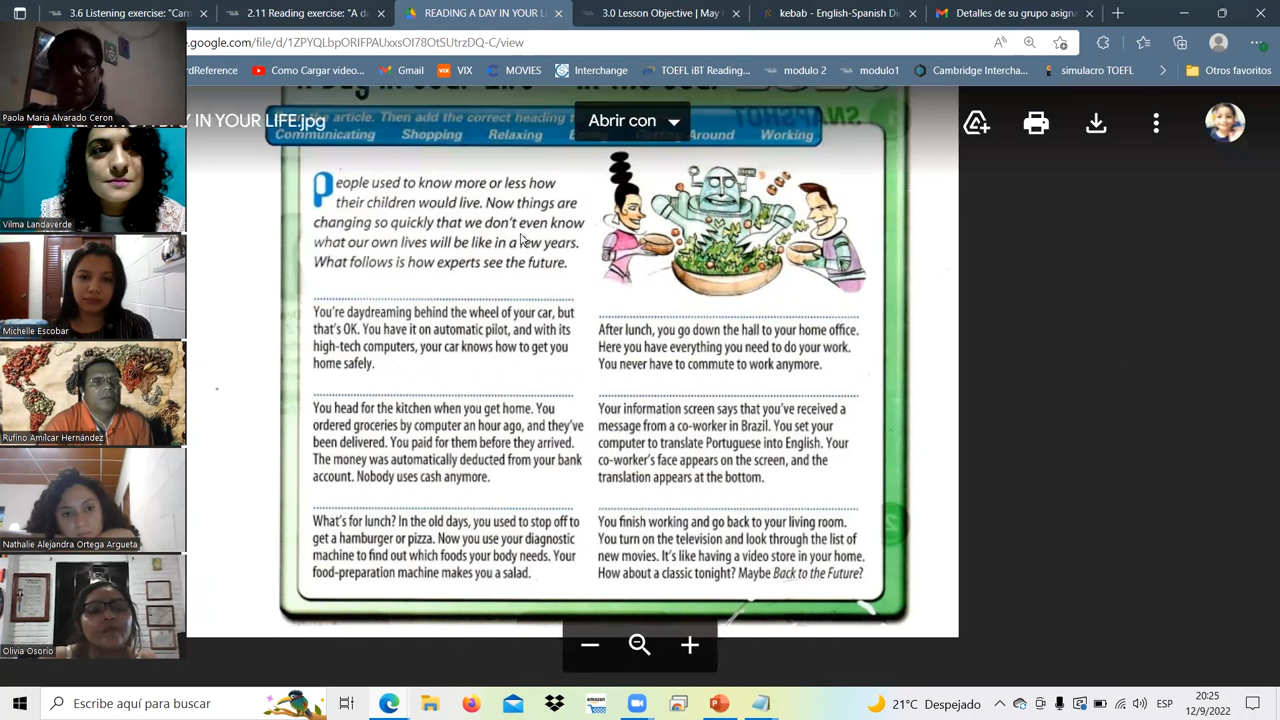 3.6 Listening exercise: "Car
2.11 Reading exercise: "A d
READING A DAY IN YOUR LI
3.0 Lesson Objective | May I
kebab - English-Spanish Di
Detalles de su grupo asign
google.com/file/d/1ZPYQLbpORIFPAUxxsOI78OtSUtrzDQ-C/view
rdReference
Como Cargar video...
Gmail
VIX
MOVIES
Interchange
TOEFL iBT Reading...
modulo 2
modulo1
Cambridge Intercha...
simulacro TOEFL
Otros favoritos
READING A DAY IN YOUR LIFE.jpg
Abrir con
article. Then add the correct heading
Communicating Shopping Relaxing Around Working
People used to know more or less how
their children would live. Now things are
changing so quickly that we don't even know
what our own lives will be like in a few years.
What follows is how experts see the future.
You're daydreaming behind the wheel of your car, but
that's OK. You have it on automatic pilot, and with its
high-tech computers, your car knows how to get you
home safely.
You head for the kitchen when you get home. You
ordered groceries by computer an hour ago, and they've
been delivered. You paid for them before they arrived.
The money was automatically deducted from your bank
account. Nobody uses cash anymore.
What's for lunch? In the old days, you used to stop off to
get a hamburger or pizza. Now you use your diagnostic
machine to find out which foods your body needs. Your
food-preparation machine makes you a salad.
After lunch, you go down the hall to your home office.
Here you have everything you need to do your work.
You never have to commute to work anymore.
Your information screen says that you've received a
message from a co-worker in Brazil. You set your
computer to translate Portuguese into English. Your
co-worker's face appears on the screen, and the
translation appears at the bottom.
You finish working and go back to your living room.
You turn on the television and look through the list of
new movies. It's like having a video store in your home.
How about a classic tonight? Maybe Back to the Future?
Paola Maria Alvarado Ceron
Vilma Landaverde
Michelle Escobar
Rufino Amílcar Hernández
Nathalie Alejandra Ortega Argueta
Olivia Osorio
Escribe aquí para buscar
21°C Despejado
ESP
20:25
12/9/2022